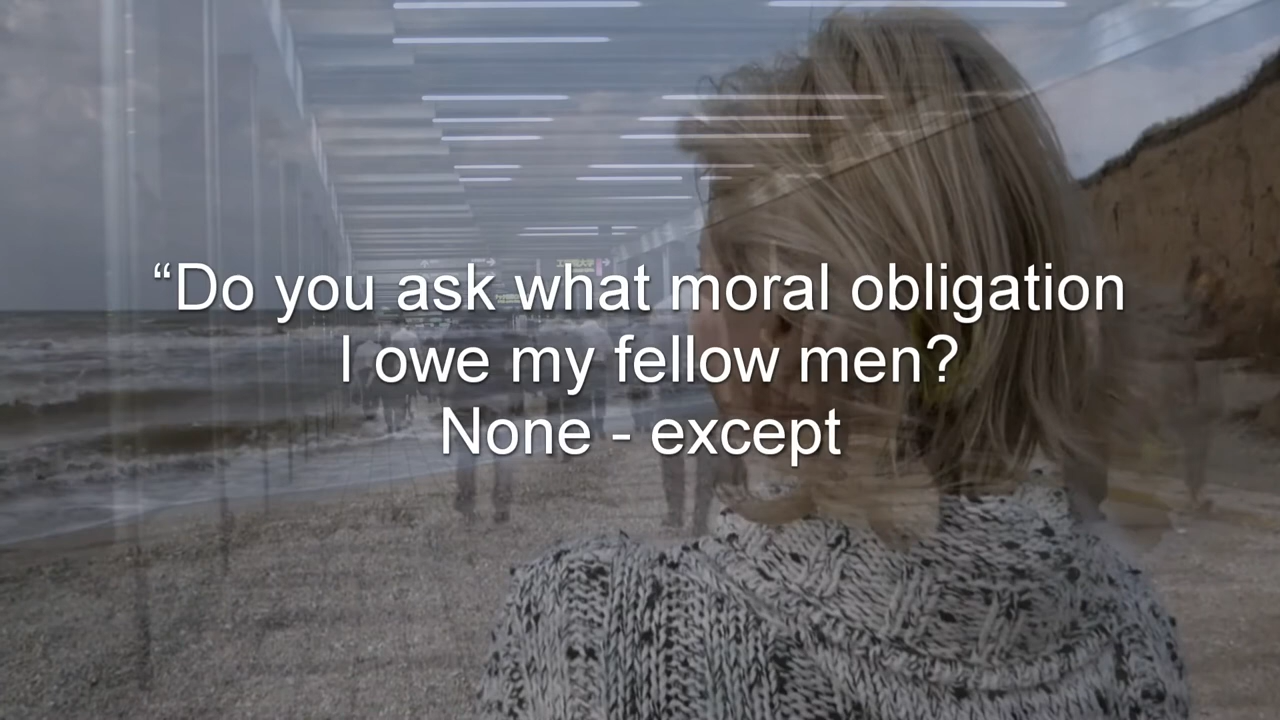 “Do you ask what moral obligation
I owe my fellow men?
None - except